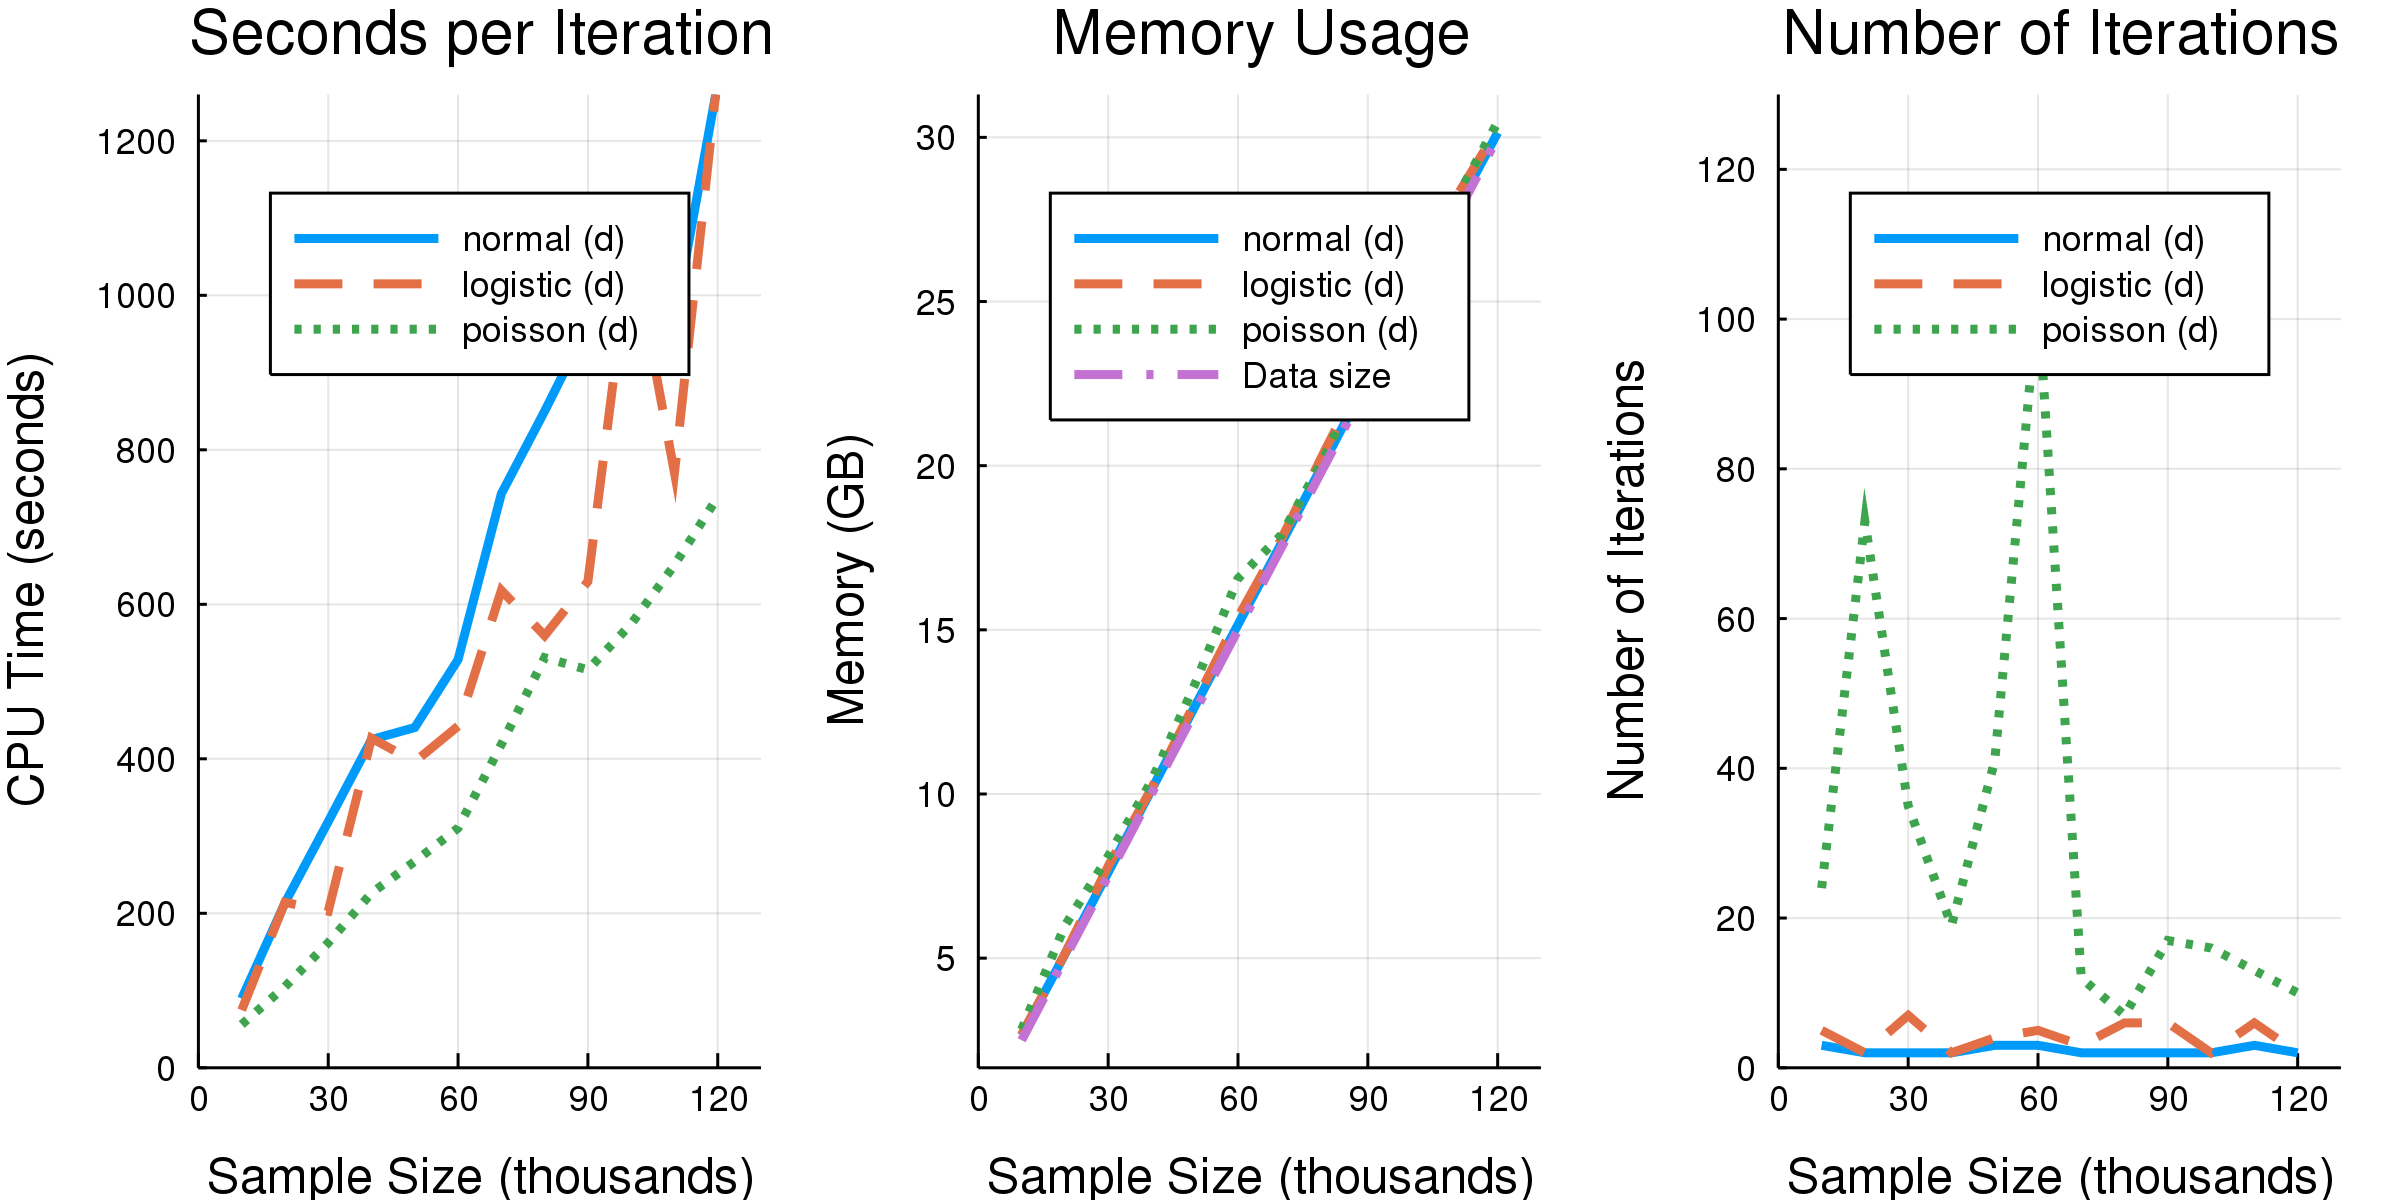 Seconds per Iteration
CPU Time (seconds)
1200
1000
800
600
400
200
0
normal (d)
logistic (d)
poisson (d)
0 30 60 90 120
Sample Size (thousands)
Memory Usage
Memory (GB)
30
25
20
15
10
5
normal (d)
logistic (d)
poisson (d)
Data size
0 30 60 90 120
Sample Size (thousands)
Number of Iterations
Number of Iterations
120
100
80
60
40
20
0
normal (d)
logistic (d)
poisson (d)
0 30 60 90 120
Sample Size (thousands)